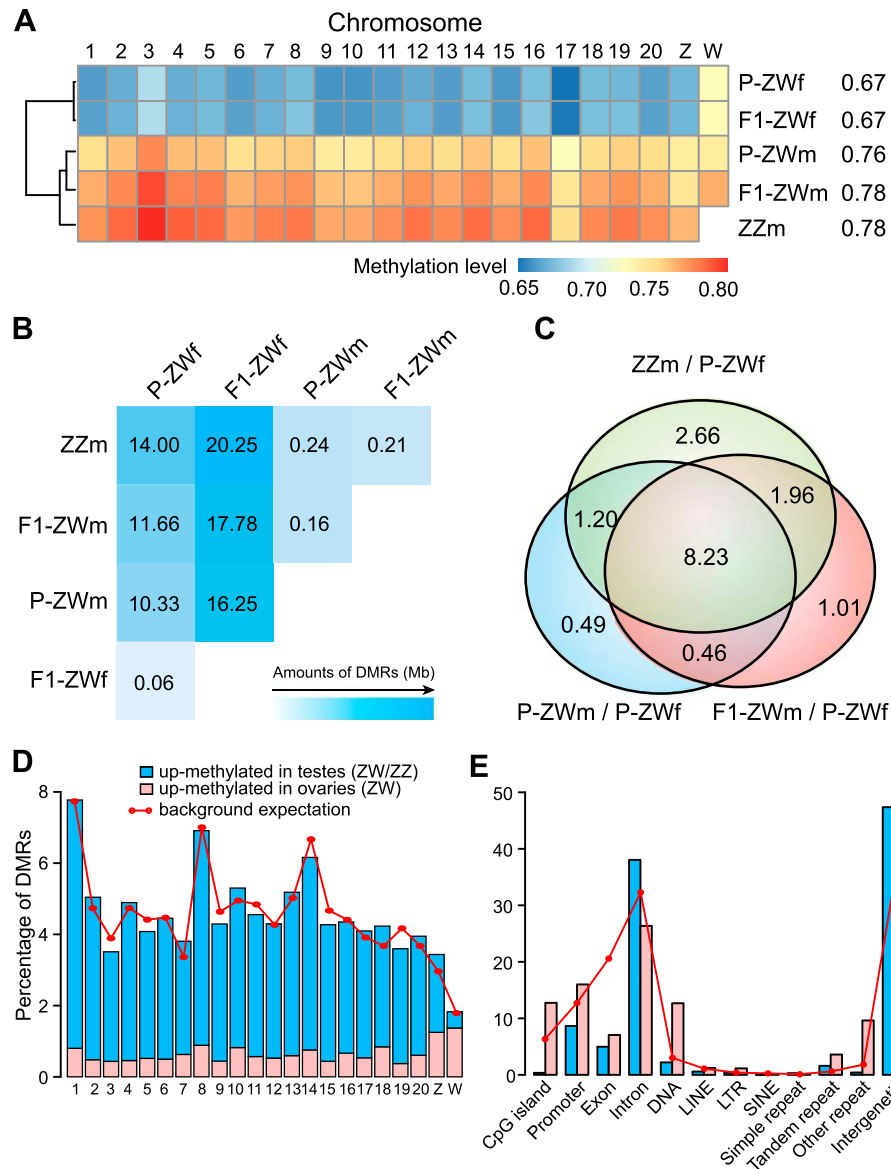 A
Chromosome
1 2 3 4 5 6 7 8 9 10 11 12 13 14 15 16 17 18 19 20 Z W
P-ZWf 0.67
F1-ZWf 0.67
P-ZWm 0.76
F1-ZWm 0.78
ZZm 0.78
Methylation level
0.65 0.70 0.75 0.80
B
P-ZWf F1-ZWf P-ZWm F1-ZWm
ZZm 14.00 20.25 0.24 0.21
F1-ZWm 11.66 17.78 0.16
P-ZWm 10.33 16.25
F1-ZWf 0.06
Amounts of DMRs (Mb)
C
ZZm / P-ZWf
2.66
1.20 1.96
8.23
0.49 1.01
0.46
P-ZWm / P-ZWf F1-ZWm / P-ZWf
D
up-methylated in testes (ZW/ZZ)
up-methylated in ovaries (ZW)
background expectation
Percentage of DMRs
8
6
4
2
0
1 2 3 4 5 6 7 8 9 10 11 12 13 14 15 16 17 18 19 20 Z W
E
50
40
30
20
10
0
CpG island
Promoter
Exon
Intron
DNA
LINE
LTR
SINE
Simple repeat
Tandem repeat
Other repeat